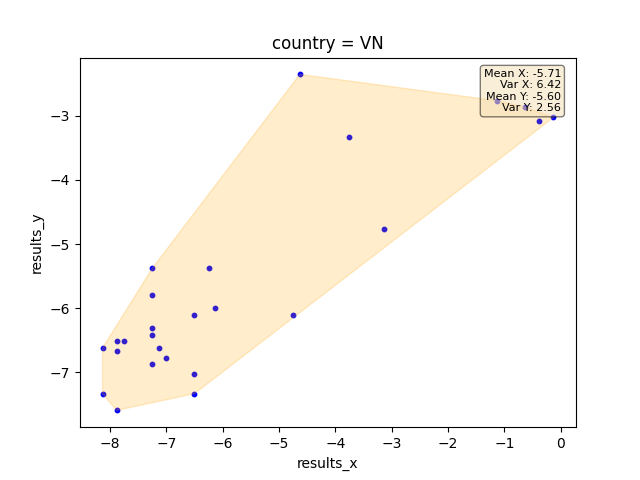 country = VN
Mean X: -5.71
Var X: 6.42
Mean Y: -5.60
Var Y: 2.56
−3
−4
−5
−6
−7
results_y
−8 −7 −6 −5 −4 −3 −2 −1 0
results_x